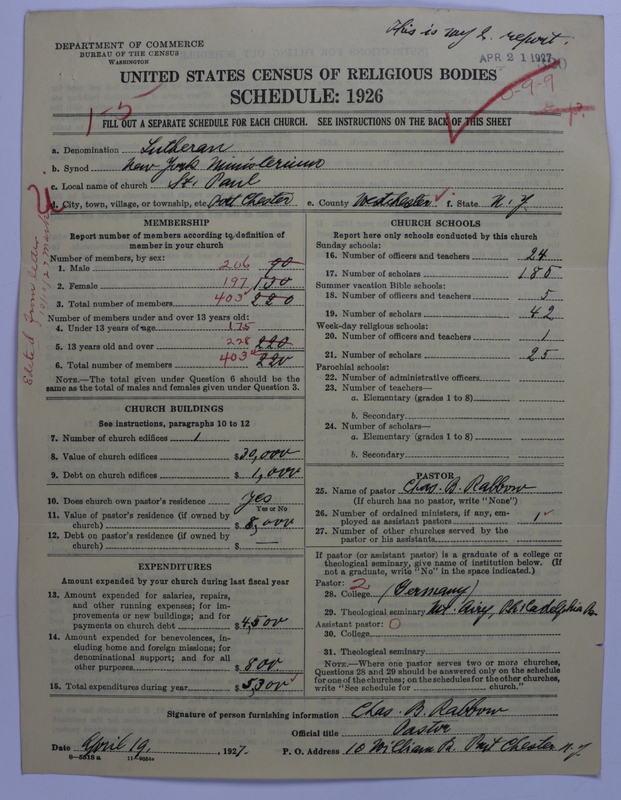 This is my 2. report.
DEPARTMENT OF COMMERCE
BUREAU OF THE CENSUS
WASHINGTON
APR 21 1927
UNITED STATES CENSUS OF RELIGIOUS BODIES
SCHEDULE: 1926
1-5
0-9-9
FILL OUT A SEPARATE SCHEDULE FOR EACH CHURCH. SEE INSTRUCTIONS ON THE BACK OF THIS SHEET
a. Denomination Lutheran
b. Synod New York Ministerium
c. Local name of church St. Paul
d. City, town, village, or township, etc. Port Chester e. County Westchester f. State N. Y.
Edited from letter
MEMBERSHIP
Report number of members according to definition of
member in your church
Number of members, by sex:
1. Male 206 90
2. Female 197 130
3. Total number of members 403 220
Number of members under and over 13 years old:
4. Under 13 years of age 175
5. 13 years old and over 228 220
6. Total number of members 403 220
NOTE.—The total given under Question 6 should be the
same as the total of males and females given under Question 3.
CHURCH BUILDINGS
See instructions, paragraphs 10 to 12
7. Number of church edifices 1
8. Value of church edifices $30,000
9. Debt on church edifices $1,000
10. Does church own pastor's residence Yes
Yes or No
11. Value of pastor's residence (if owned by
church) $8,000
12. Debt on pastor's residence (if owned by
church) $ —
EXPENDITURES
Amount expended by your church during last fiscal year
13. Amount expended for salaries, repairs,
and other running expenses; for im-
provements or new buildings; and for
payments on church debt $4,500
14. Amount expended for benevolences, in-
cluding home and foreign missions; for
denominational support; and for all
other purposes $800
15. Total expenditures during year $5,300
CHURCH SCHOOLS
Report here only schools conducted by this church
Sunday schools:
16. Number of officers and teachers 24
17. Number of scholars 185
Summer vacation Bible schools:
18. Number of officers and teachers 5
19. Number of scholars 42
Week-day religious schools:
20. Number of officers and teachers 1
21. Number of scholars 25
Parochial schools:
22. Number of administrative officers
23. Number of teachers—
a. Elementary (grades 1 to 8)
b. Secondary
24. Number of scholars—
a. Elementary (grades 1 to 8)
b. Secondary
PASTOR
25. Name of pastor Chas. B. Rabbow
(If church has no pastor, write "None")
26. Number of ordained ministers, if any, em-
ployed as assistant pastors 1
27. Number of other churches served by the
pastor or his assistants
If pastor (or assistant pastor) is a graduate of a college or
theological seminary, give name of institution below. (If
not a graduate, write "No" in the space indicated.)
Pastor: 2
28. College (Germany)
29. Theological seminary Mt. Airy, Philadelphia Pa.
Assistant pastor: 0
30. College
31. Theological seminary
NOTE.—Where one pastor serves two or more churches,
Questions 28 and 29 should be answered only on the schedule
for one of the churches; on the schedules for the other churches,
write "See schedule for church."
Signature of person furnishing information Chas. B. Rabbow
Official title Pastor
Date April 19, 1927. P. O. Address 10 William St. Port Chester N. Y.
8-5518a